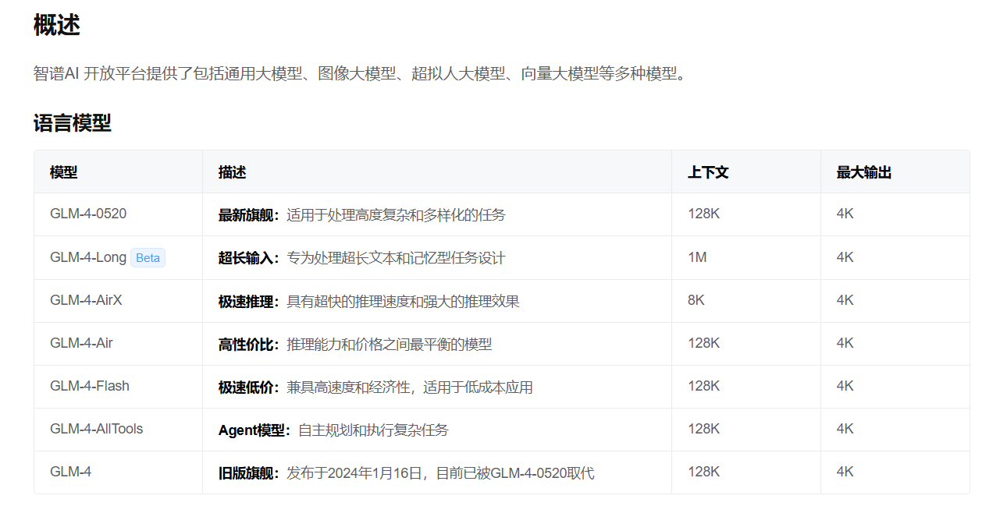 概述
智谱AI 开放平台提供了包括通用大模型、图像大模型、超拟人大模型、向量大模型等多种模型。
语言模型
模型 描述 上下文 最大输出
GLM-4-0520 最新旗舰：适用于处理高度复杂和多样化的任务 128K 4K
GLM-4-Long Beta 超长输入：专为处理超长文本和记忆型任务设计 1M 4K
GLM-4-AirX 极速推理：具有超快的推理速度和强大的推理效果 8K 4K
GLM-4-Air 高性价比：推理能力和价格之间最平衡的模型 128K 4K
GLM-4-Flash 极速低价：兼具高速度和经济性，适用于低成本应用 128K 4K
GLM-4-AllTools Agent模型：自主规划和执行复杂任务 128K 4K
GLM-4 旧版旗舰：发布于2024年1月16日，目前已被GLM-4-0520取代 128K 4K